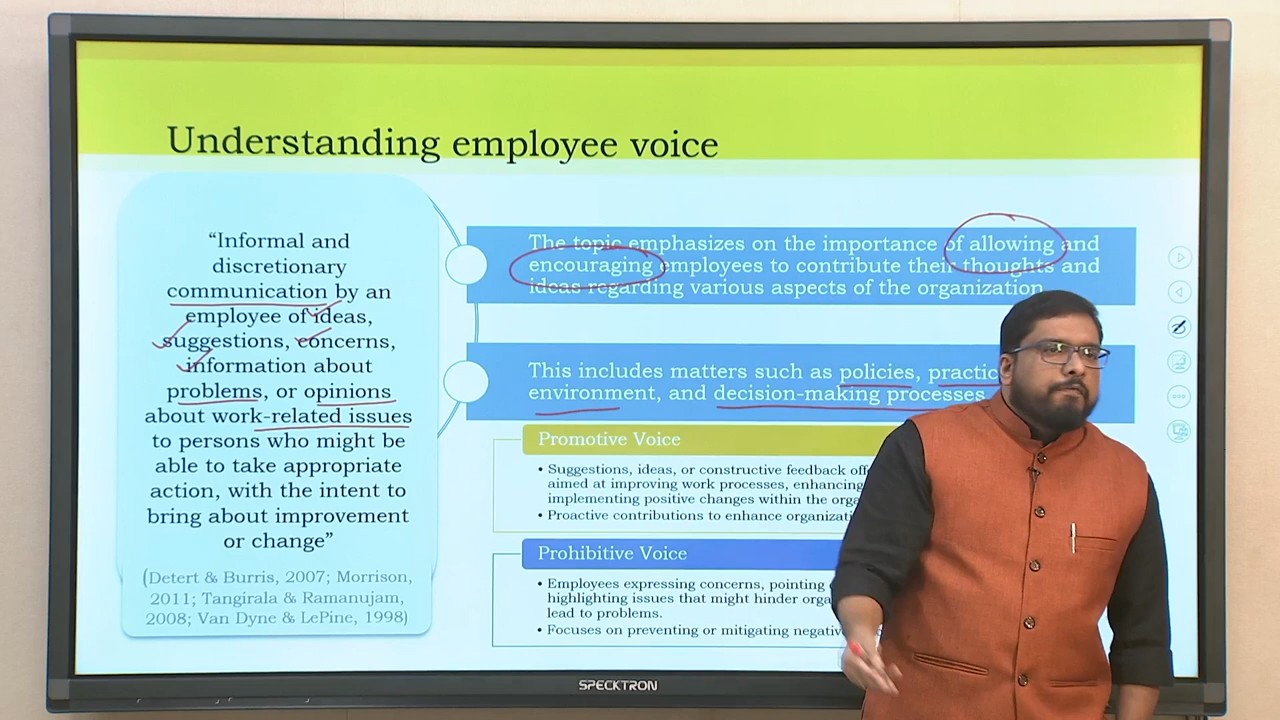 Understanding employee voice
“Informal and
discretionary
communication by an
employee of ideas,
suggestions, concerns,
information about
problems, or opinions
about work-related issues
to persons who might be
able to take appropriate
action, with the intent to
bring about improvement
or change”
(Detert & Burris, 2007; Morrison,
2011; Tangirala & Ramanujam,
2008; Van Dyne & LePine, 1998)
The topic emphasizes on the importance of allowing and
encouraging employees to contribute their thoughts and
ideas regarding various aspects of the organization.
This includes matters such as policies,
environment, and decision-making processes.
Promotive Voice
• Suggestions, ideas, or constructive feedback
aimed at improving work processes, enhancing
implementing positive changes within the
• Proactive contributions to enhance
Prohibitive Voice
• Employees expressing concerns, pointing
highlighting issues that might hinder
lead to problems.
• Focuses on preventing or mitigating
SPECKTRON